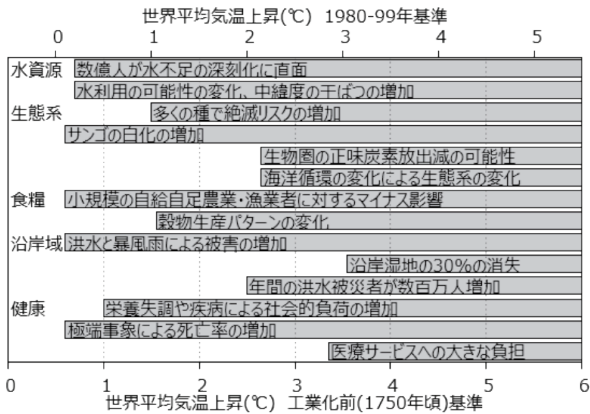 世界平均気温上昇(℃) 1980-99年基準
0 1 2 3 4 5
水資源 数億人が水不足の深刻化に直面
水利用の可能性の変化、中緯度の干ばつの増加
生態系 多くの種で絶滅リスクの増加
サンゴの白化の増加
生物圏の正味炭素放出減の可能性
海洋循環の変化による生態系の変化
食糧 小規模の自給自足農業・漁業者に対するマイナス影響
穀物生産パターンの変化
沿岸域 洪水と暴風雨による被害の増加
沿岸湿地の30%の消失
年間の洪水被災者が数百万人増加
健康 栄養失調や疾病による社会的負荷の増加
極端事象による死亡率の増加
医療サービスへの大きな負担
0 1 2 3 4 5 6
世界平均気温上昇(℃) 工業化前(1750年頃)基準